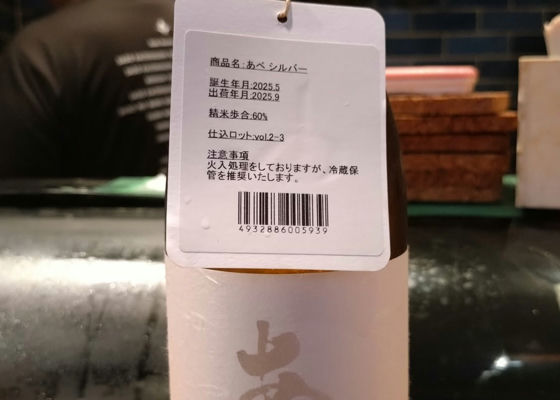 商品名:あべ シルバー
誕生年月:2025.5
出荷年月:2025.9
精米歩合:60%
仕込ロット:vol.2-3
注意事項
火入処理をしておりますが、冷蔵保
管を推奨いたします。
4932886005939